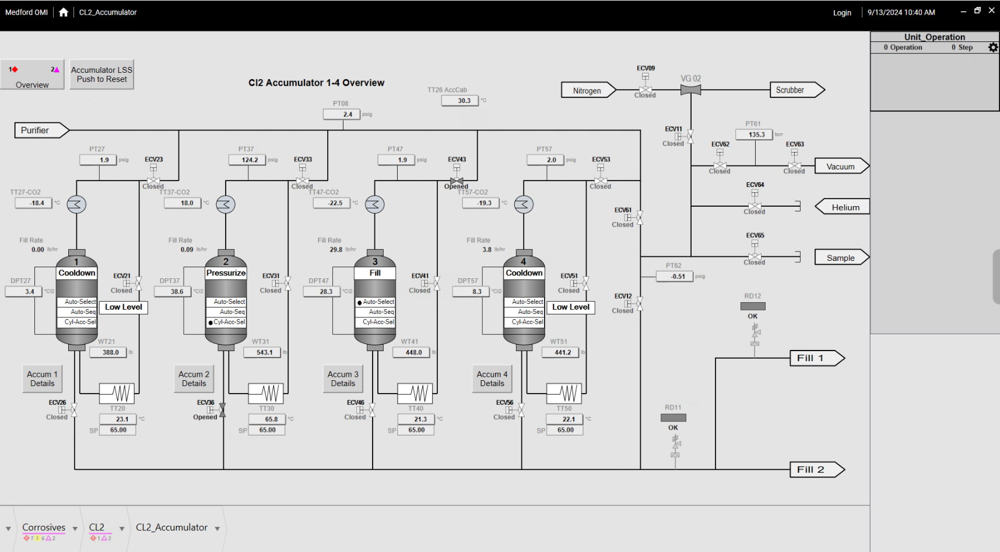 Medford OMI
CL2_Accumulator
Login
9/13/2024 10:40 AM
Unit_Operation
0 Operation
0 Step
1
2
Overview
Accumulator LSS
Push to Reset
Cl2 Accumulator 1-4 Overview
TT26 AccCab
30.3 °C
PT08
2.4 psig
Purifier
Nitrogen
ECV09
Closed
VG 02
Scrubber
ECV11
Closed
PT61
135.3 torr
ECV62
Closed
ECV63
Closed
Vacuum
ECV64
Closed
Helium
ECV65
Closed
Sample
PT27
1.9 psig
ECV23
Closed
PT37
124.2 psig
ECV33
Closed
PT47
1.9 psig
ECV43
Opened
PT57
2.0 psig
ECV53
Closed
TT27-CO2
-18.4 °C
TT37-CO2
18.0 °C
TT47-CO2
-22.5 °C
TT57-CO2
-19.3 °C
ECV61
Closed
Fill Rate
0.00 lb/hr
Fill Rate
0.09 lb/hr
Fill Rate
29.8 lb/hr
Fill Rate
3.8 lb/hr
1
Cooldown
2
Pressurize
3
Fill
4
Cooldown
PT62
-0.51 psig
DPT27
3.4 "Cl2
ECV21
Closed
DPT37
38.6 "Cl2
ECV31
Closed
DPT47
28.3 "Cl2
ECV41
Closed
DPT57
8.3 "Cl2
ECV51
Closed
ECV12
Closed
Auto-Select
Auto-Seq
Cyl-Acc-Sel
Low Level
Auto-Select
Auto-Seq
Cyl-Acc-Sel
Auto-Select
Auto-Seq
Cyl-Acc-Sel
Auto-Select
Auto-Seq
Cyl-Acc-Sel
Low Level
RD12
OK
WT21
388.0 lb
WT31
543.1 lb
WT41
448.0 lb
WT51
441.2 lb
Fill 1
Accum 1
Details
Accum 2
Details
Accum 3
Details
Accum 4
Details
ECV26
Closed
ECV36
Opened
ECV46
Closed
ECV56
Closed
TT20
23.1 °C
SP 65.00
TT30
65.8 °C
SP 65.00
TT40
21.3 °C
SP 65.00
TT50
22.1 °C
SP 65.00
RD11
OK
Fill 2
Corrosives
7 2 6 2
CL2
1 2
CL2_Accumulator